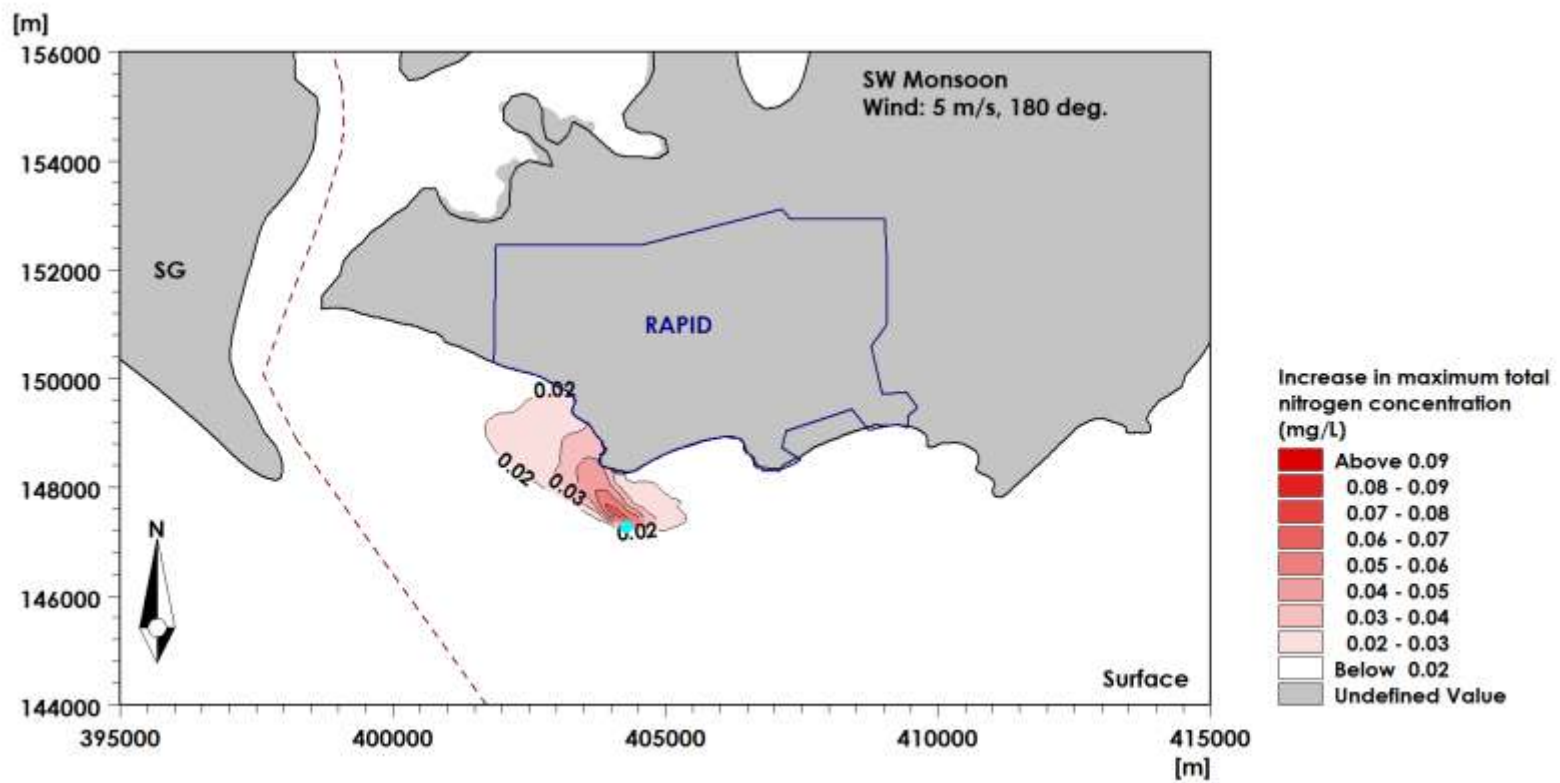 [m]
156000
154000
152000
150000
148000
146000
144000
395000
400000
405000
410000
415000
[m]
SW Monsoon
Wind: 5 m/s, 180 deg.
SG
RAPID
0.02
0.02
0.03
0.02
N
Surface
Increase in maximum total
nitrogen concentration
(mg/L)
Above 0.09
0.08 - 0.09
0.07 - 0.08
0.06 - 0.07
0.05 - 0.06
0.04 - 0.05
0.03 - 0.04
0.02 - 0.03
Below 0.02
Undefined Value